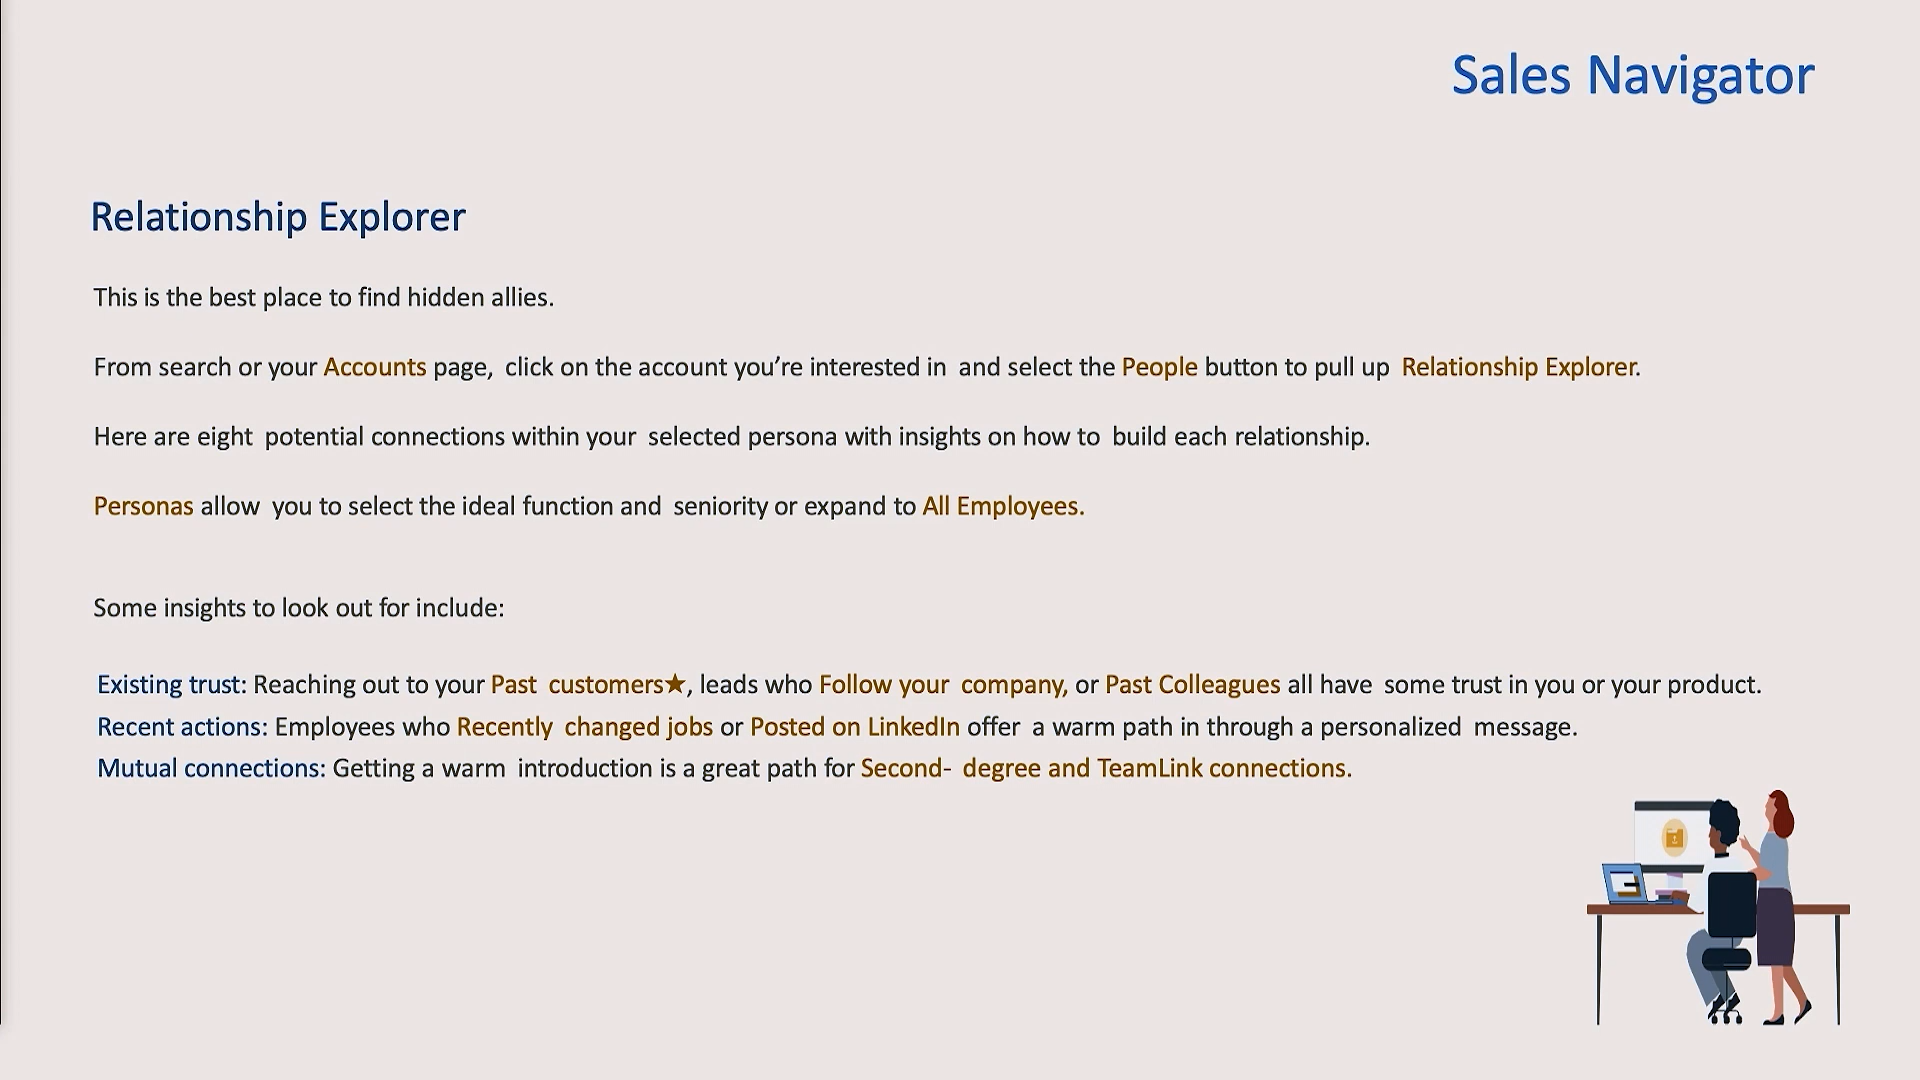 Sales Navigator
Relationship Explorer
This is the best place to find hidden allies.
From search or your Accounts page, click on the account you’re interested in and select the People button to pull up Relationship Explorer.
Here are eight potential connections within your selected persona with insights on how to build each relationship.
Personas allow you to select the ideal function and seniority or expand to All Employees.
Some insights to look out for include:
Existing trust: Reaching out to your Past customers★, leads who Follow your company, or Past Colleagues all have some trust in you or your product.
Recent actions: Employees who Recently changed jobs or Posted on LinkedIn offer a warm path in through a personalized message.
Mutual connections: Getting a warm introduction is a great path for Second- degree and TeamLink connections.